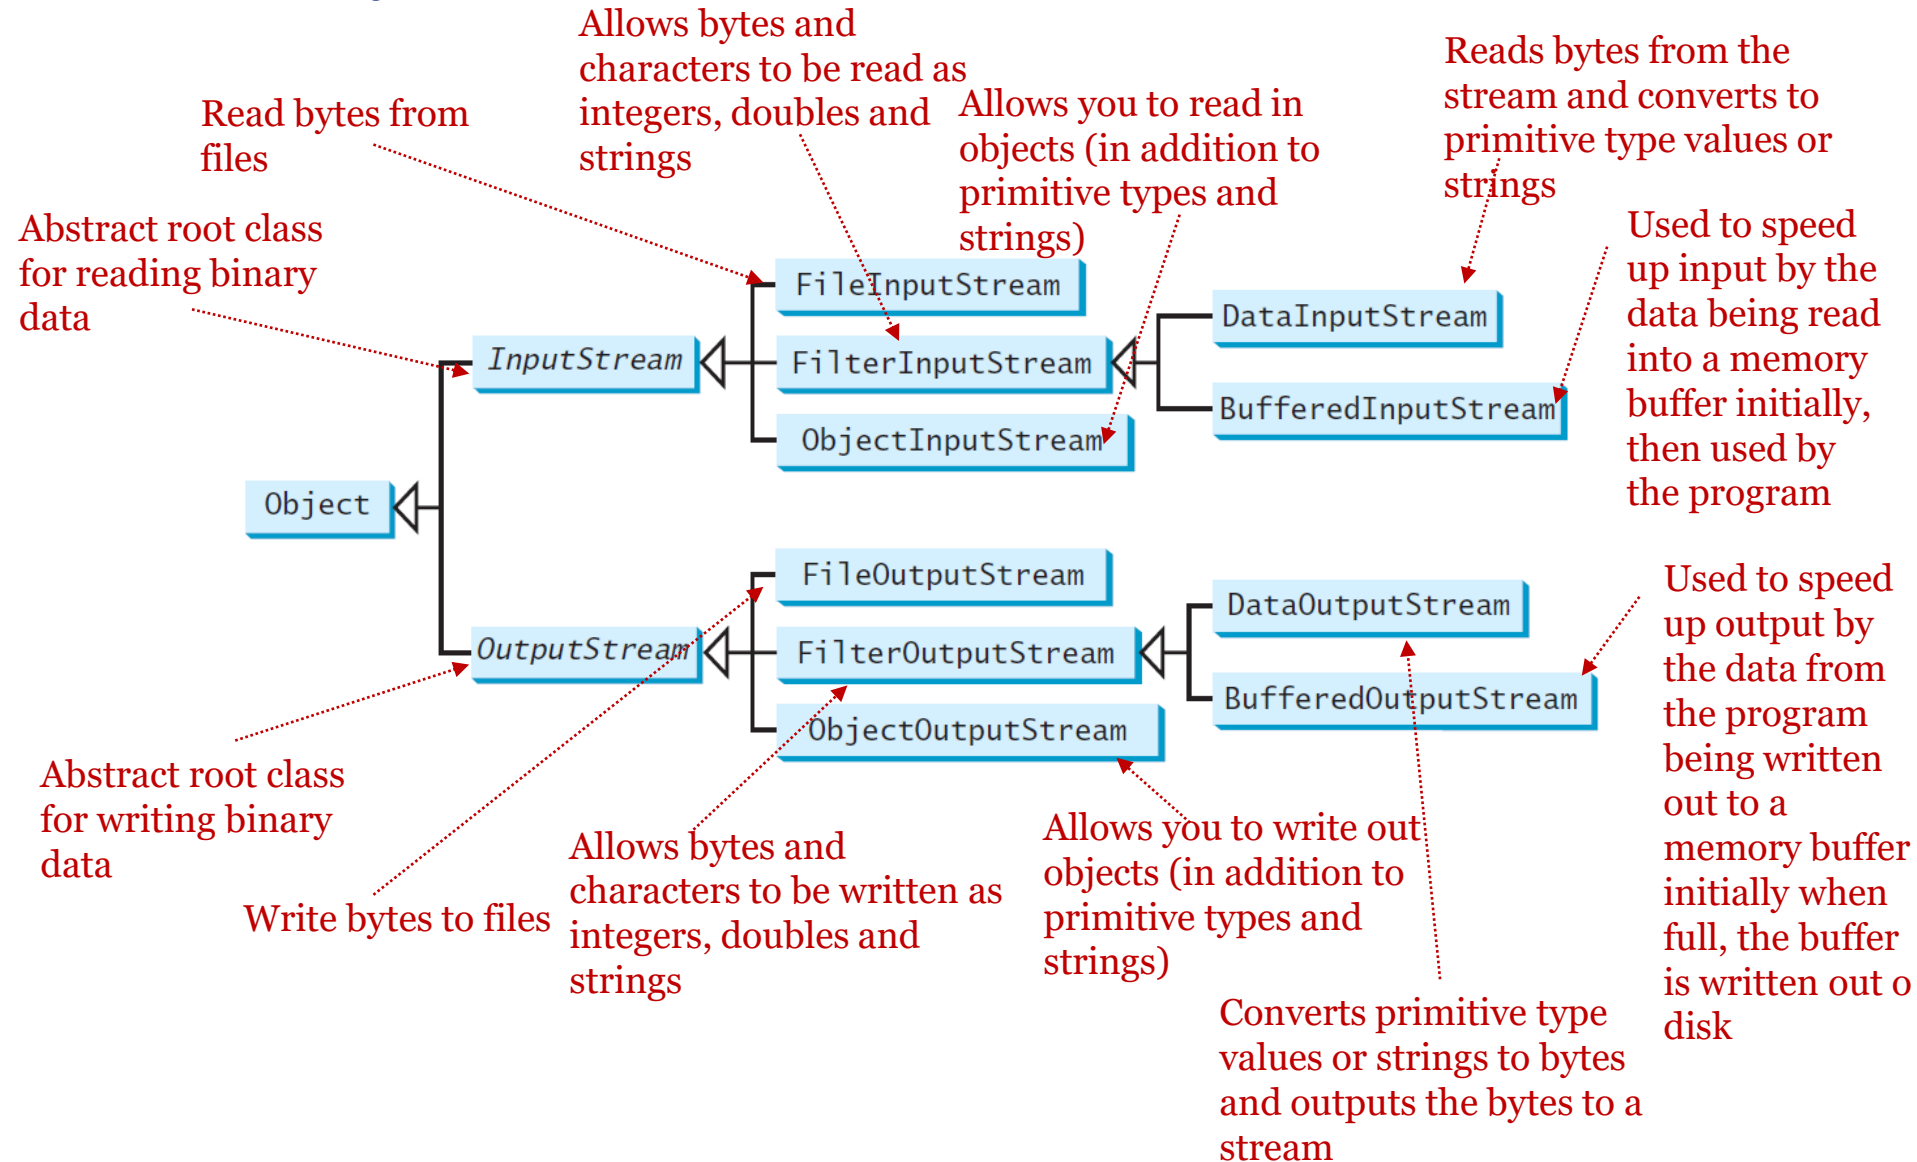 Allows bytes and
characters to be read as
integers, doubles and
strings
Reads bytes from the
stream and converts to
primitive type values or
strings
Read bytes from
files
Allows you to read in
objects (in addition to
primitive types and
strings)
Abstract root class
for reading binary
data
Used to speed
up input by the
data being read
into a memory
buffer initially,
then used by
the program
FileInputStream
InputStream
FilterInputStream
ObjectInputStream
DataInputStream
BufferedInputStream
Object
FileOutputStream
OutputStream
FilterOutputStream
ObjectOutputStream
DataOutputStream
BufferedOutputStream
Used to speed
up output by
the data from
the program
being written
out to a
memory buffer
initially when
full, the buffer
is written out o
disk
Abstract root class
for writing binary
data
Write bytes to files
Allows bytes and
characters to be written as
integers, doubles and
strings
Allows you to write out
objects (in addition to
primitive types and
strings)
Converts primitive type
values or strings to bytes
and outputs the bytes to a
stream